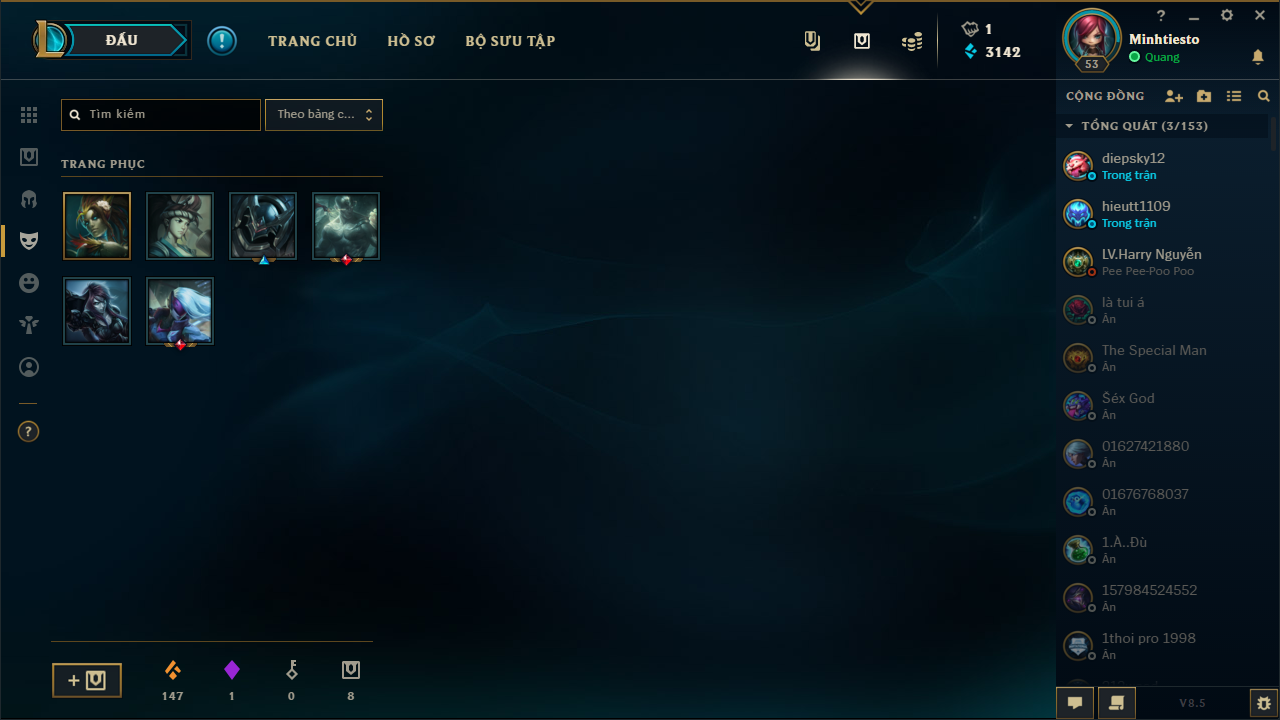 ĐẤU
TRANG CHỦ
HỒ SƠ
BỘ SƯU TẬP
1
3142
53
Minhtiesto
Quang
Tìm kiếm
Theo bảng c...
TRANG PHỤC
CỘNG ĐỒNG
TỔNG QUÁT (3/153)
diepsky12
Trong trận
hieutt1109
Trong trận
LV.Harry Nguyễn
Pee Pee-Poo Poo
là tui á
Ẩn
The Special Man
Ẩn
Šéx God
Ẩn
01627421880
Ẩn
01676768037
Ẩn
1.À..Đù
Ẩn
157984524552
Ẩn
1thoi pro 1998
Ẩn
147
1
0
8
V8.5